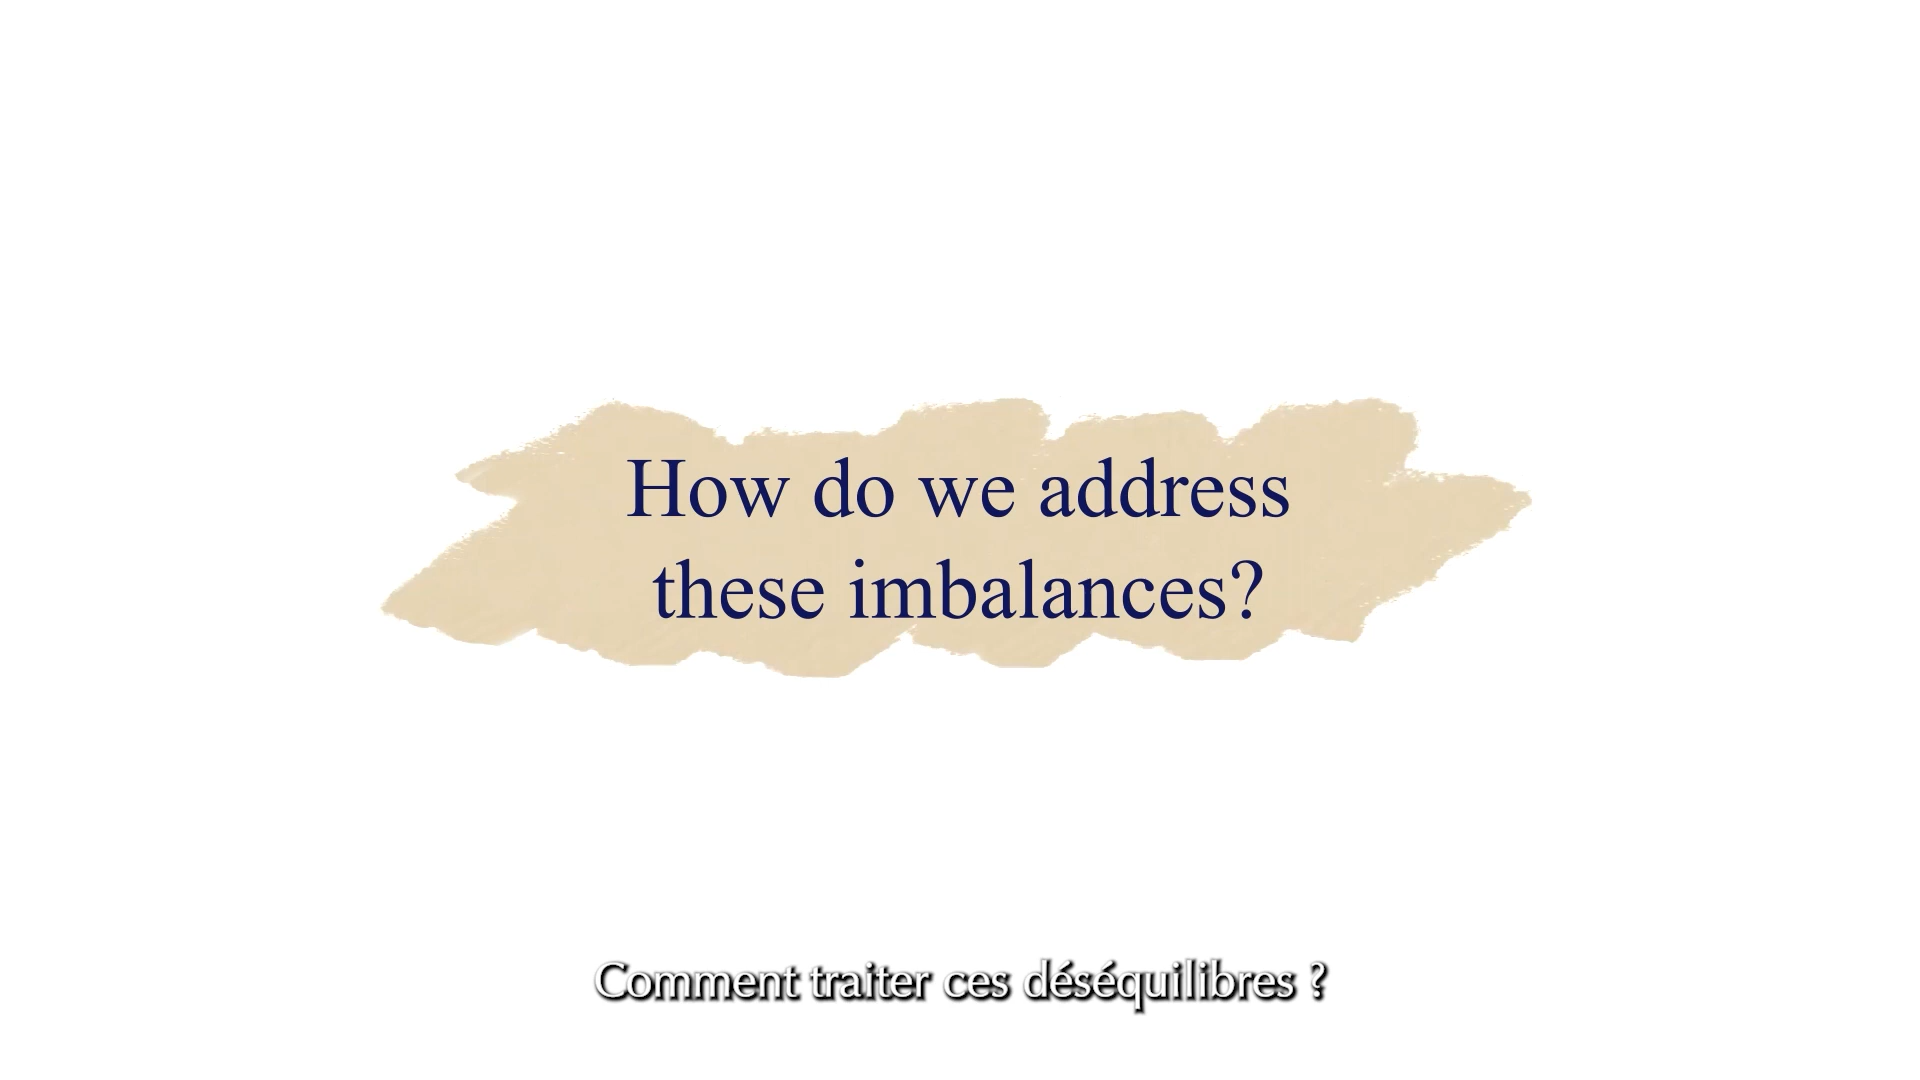 How do we address
these imbalances?
Comment traiter ces déséquilibres ?